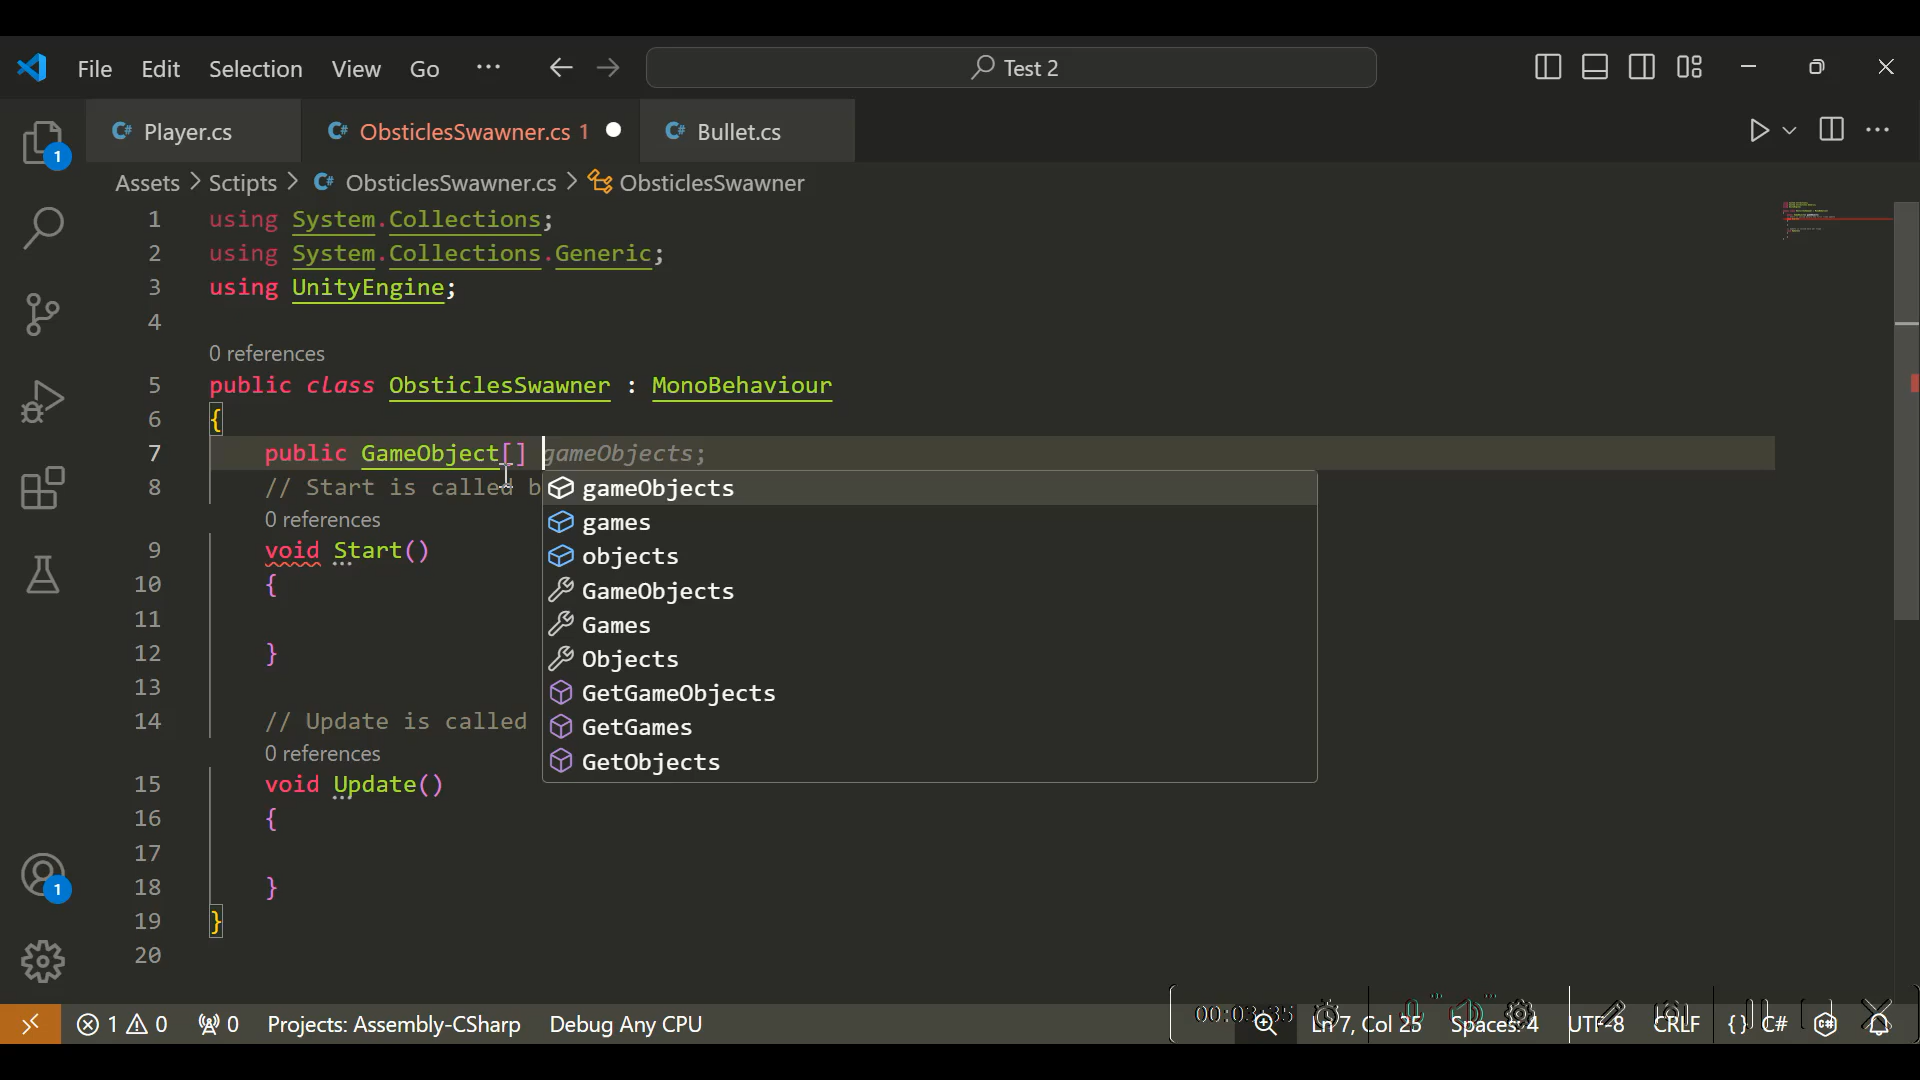 File Edit Selection View Go ··· Test 2
Player.cs ObsticlesSwawner.cs 1 Bullet.cs
1
Assets > Sctipts > ObsticlesSwawner.cs > ObsticlesSwawner
1 using System.Collections;
2 using System.Collections.Generic;
3 using UnityEngine;
4
0 references
5 public class ObsticlesSwawner : MonoBehaviour
6 {
7 public GameObject[] gameObjects;
8 // Start is called b
gameObjects
games
0 references
9 void Start()
objects
10 {
GameObjects
11
Games
12 }
Objects
13
GetGameObjects
14 // Update is called
GetGames
0 references
GetObjects
15 void Update()
16 {
17
18 }
1
19 }
20
1 0 0 Projects: Assembly-CSharp Debug Any CPU Ln 7, Col 25 Spaces: 4 UTF-8 CRLF {} C#
00:03:35